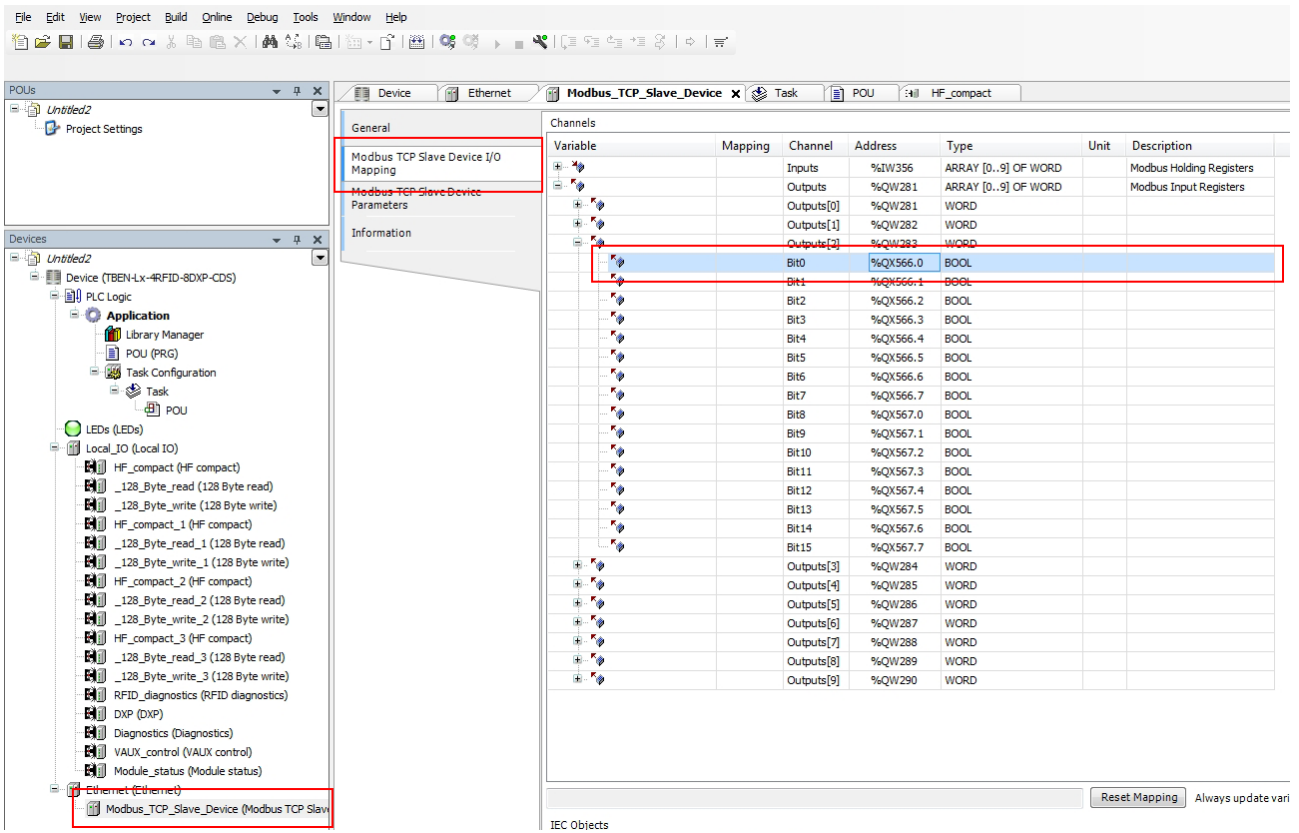 File Edit View Project Build Online Debug Tools Window Help
POUs
Untitled2
Project Settings
Devices
Untitled2
Device (TBEN-Lx-4RFID-8DXP-CDS)
PLC Logic
Application
Library Manager
POU (PRG)
Task Configuration
Task
POU
LEDs (LEDs)
Local_IO (Local IO)
HF_compact (HF compact)
_128_Byte_read (128 Byte read)
_128_Byte_write (128 Byte write)
HF_compact_1 (HF compact)
_128_Byte_read_1 (128 Byte read)
_128_Byte_write_1 (128 Byte write)
HF_compact_2 (HF compact)
_128_Byte_read_2 (128 Byte read)
_128_Byte_write_2 (128 Byte write)
HF_compact_3 (HF compact)
_128_Byte_read_3 (128 Byte read)
_128_Byte_write_3 (128 Byte write)
RFID_diagnostics (RFID diagnostics)
DXP (DXP)
Diagnostics (Diagnostics)
VAUX_control (VAUX control)
Module_status (Module status)
Ethernet (Ethernet)
Modbus_TCP_Slave_Device (Modbus TCP Slav
Device Ethernet Modbus_TCP_Slave_Device Task POU HF_compact
General
Modbus TCP Slave Device I/O
Mapping
Modbus TCP Slave Device
Parameters
Information
Channels
Variable Mapping Channel Address Type Unit Description
Inputs %IW356 ARRAY [0..9] OF WORD Modbus Holding Registers
Outputs %QW281 ARRAY [0..9] OF WORD Modbus Input Registers
Outputs[0] %QW281 WORD
Outputs[1] %QW282 WORD
Outputs[2] %QW283 WORD
Bit0 %QX566.0 BOOL
Bit1 %QX566.1 BOOL
Bit2 %QX566.2 BOOL
Bit3 %QX566.3 BOOL
Bit4 %QX566.4 BOOL
Bit5 %QX566.5 BOOL
Bit6 %QX566.6 BOOL
Bit7 %QX566.7 BOOL
Bit8 %QX567.0 BOOL
Bit9 %QX567.1 BOOL
Bit10 %QX567.2 BOOL
Bit11 %QX567.3 BOOL
Bit12 %QX567.4 BOOL
Bit13 %QX567.5 BOOL
Bit14 %QX567.6 BOOL
Bit15 %QX567.7 BOOL
Outputs[3] %QW284 WORD
Outputs[4] %QW285 WORD
Outputs[5] %QW286 WORD
Outputs[6] %QW287 WORD
Outputs[7] %QW288 WORD
Outputs[8] %QW289 WORD
Outputs[9] %QW290 WORD
Reset Mapping Always update vari
IEC Objects